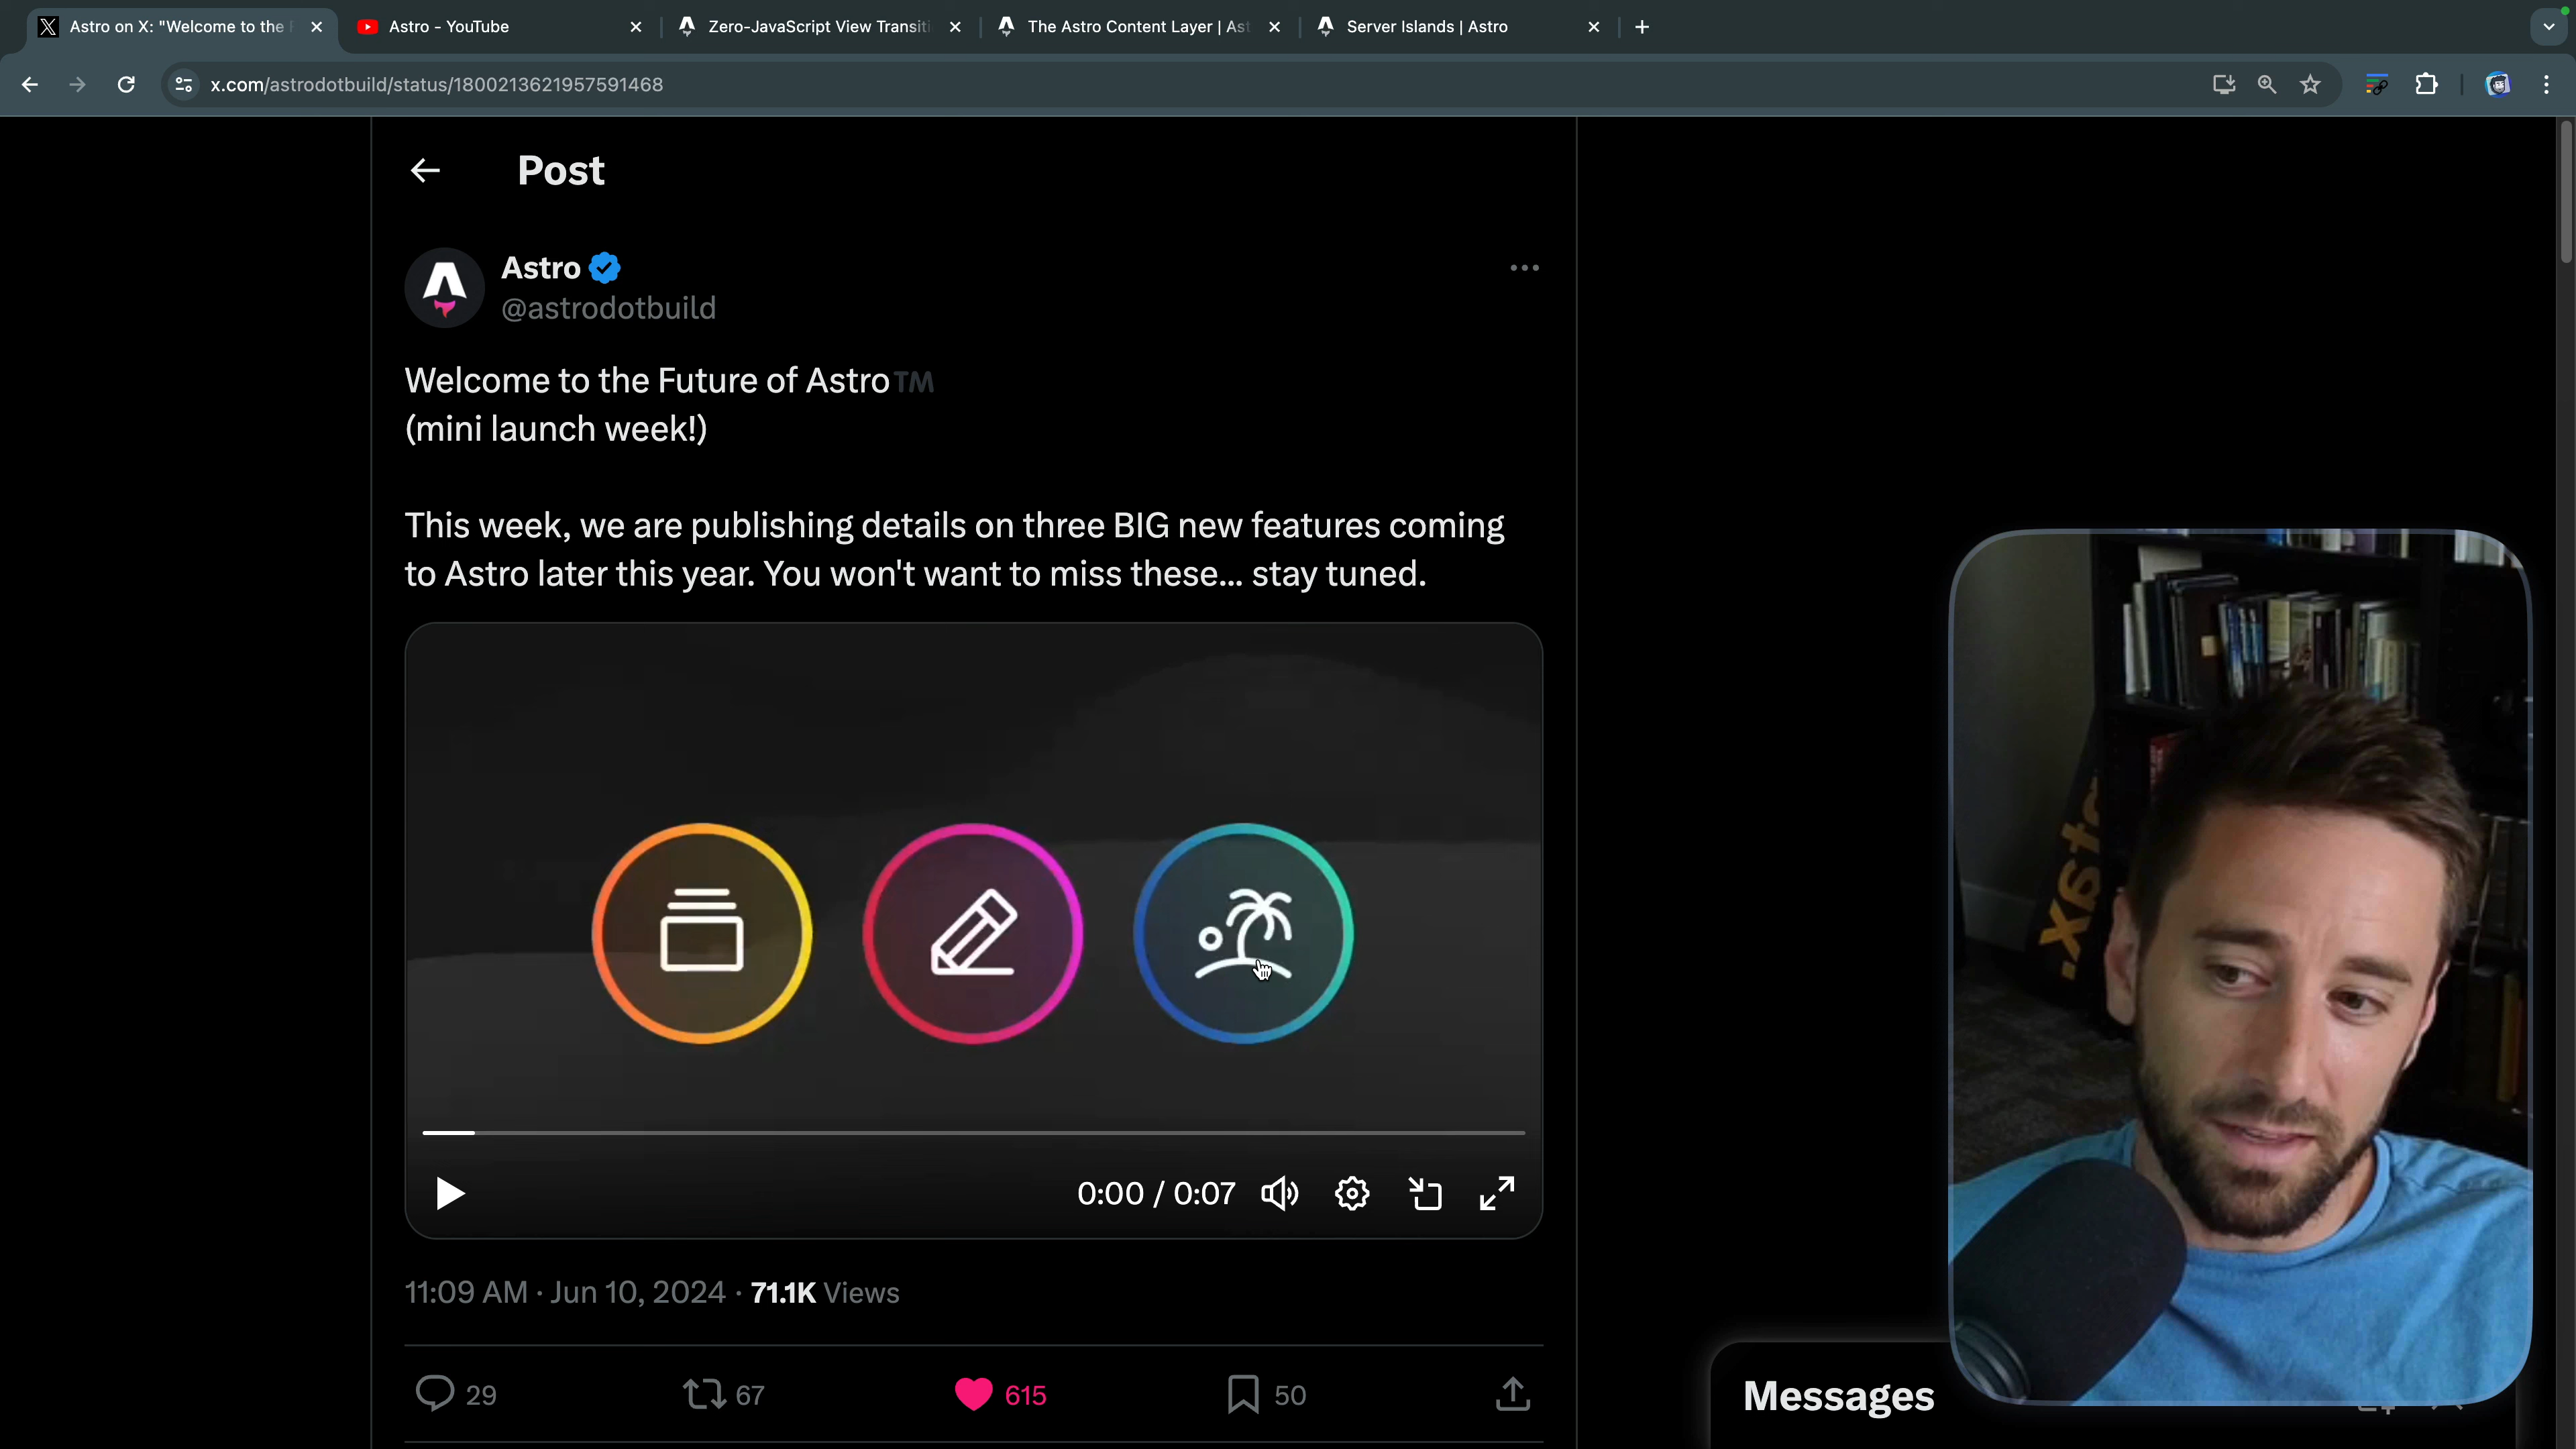 Astro on X: "Welcome to the F
Astro - YouTube
Zero-JavaScript View Transiti
The Astro Content Layer | Ast
Server Islands | Astro
x.com/astrodotbuild/status/1800213621957591468
Post
Astro
@astrodotbuild
Welcome to the Future of Astro™
(mini launch week!)
This week, we are publishing details on three BIG new features coming
to Astro later this year. You won't want to miss these... stay tuned.
0:00 / 0:07
11:09 AM · Jun 10, 2024 · 71.1K Views
29
67
615
50
Messages